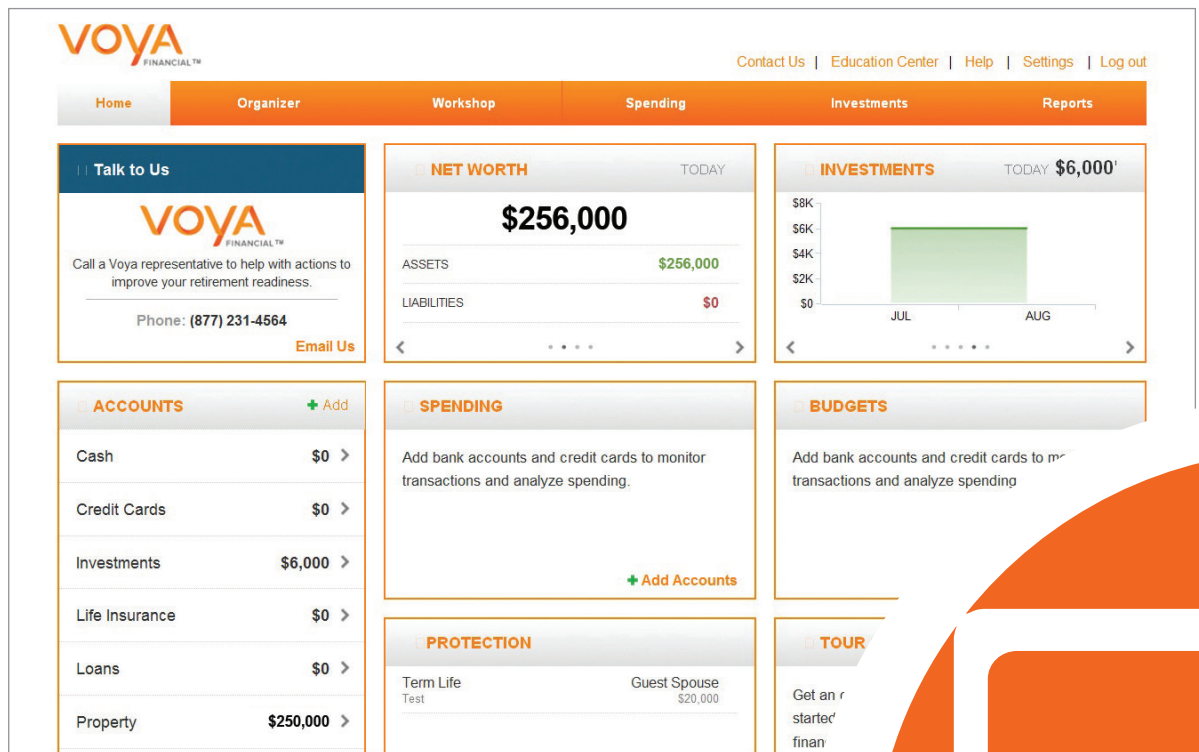 VOYA
FINANCIAL™
Contact Us | Education Center | Help | Settings | Log out
Home Organizer Workshop Spending Investments Reports
Talk to Us
VOYA
FINANCIAL™
Call a Voya representative to help with actions to
improve your retirement readiness.
Phone: (877) 231-4564
Email Us
NET WORTH TODAY
$256,000
ASSETS $256,000
LIABILITIES $0
INVESTMENTS TODAY $6,000
$8K
$6K
$4K
$2K
$0
JUL AUG
ACCOUNTS + Add
Cash $0
Credit Cards $0
Investments $6,000
Life Insurance $0
Loans $0
Property $250,000
SPENDING
Add bank accounts and credit cards to monitor
transactions and analyze spending.
+ Add Accounts
BUDGETS
Add bank accounts and credit cards to
transactions and analyze spending
PROTECTION
Term Life Guest Spouse
Test $20,000
TOUR
Get an
started
finan